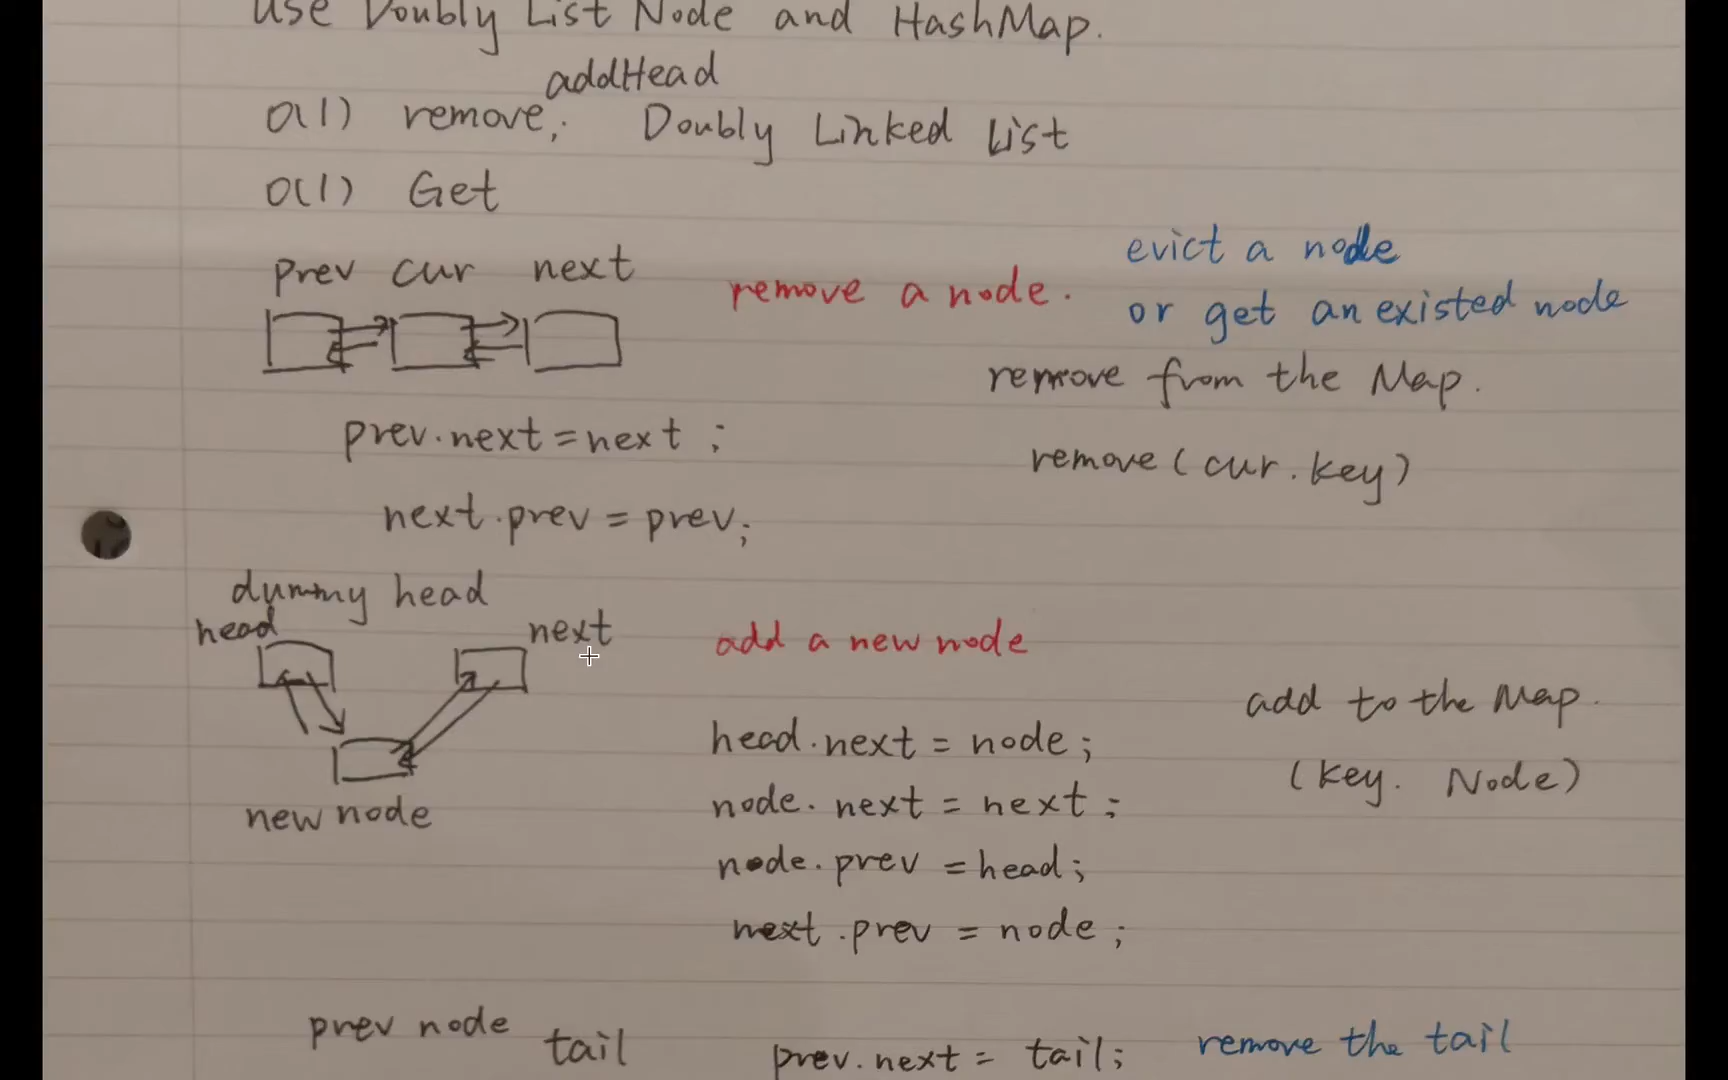 Use Doubly List Node and HashMap.
addHead
O(1) remove; Doubly Linked List
O(1) Get
prev cur next
remove a node.
evict a node
or get an existed node
remove from the Map.
remove (cur.key)
prev.next = next ;
next.prev = prev;
dummy head
head
next
new node
add a new node
head.next = node;
node.next = next ;
node.prev = head;
next.prev = node ;
add to the Map.
(key. Node)
prev node
tail
prev.next = tail;
remove the tail